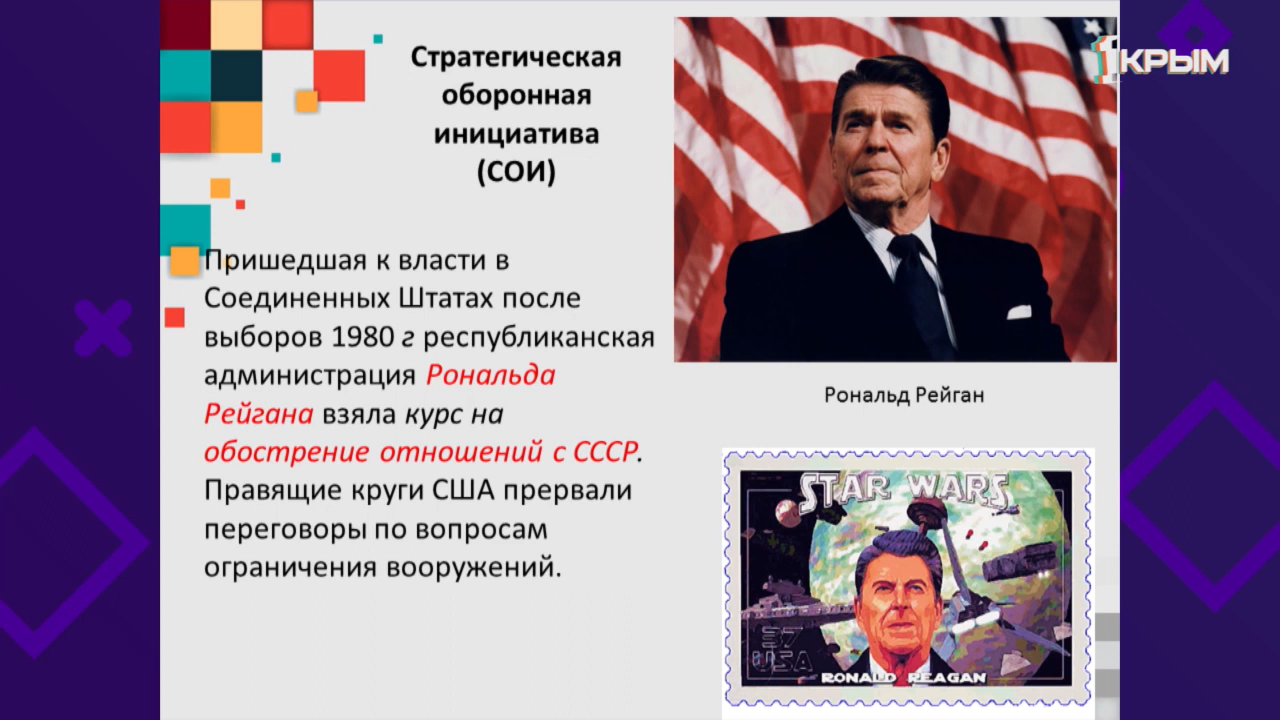 Стратегическая
оборонная
инициатива
(СОИ)
Пришедшая к власти в
Соединенных Штатах после
выборов 1980 г республиканская
администрация Рональда
Рейгана взяла курс на
обострение отношений с СССР.
Правящие круги США прервали
переговоры по вопросам
ограничения вооружений.
1КРЫМ
Рональд Рейган
STAR WARS
37
USA
RONALD REAGAN